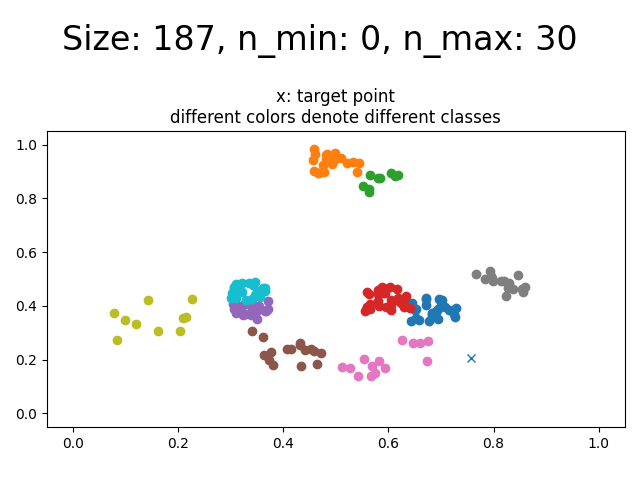 Size: 187, n_min: 0, n_max: 30
x: target point
different colors denote different classes
1.0
0.8
0.6
0.4
0.2
0.0
0.0 0.2 0.4 0.6 0.8 1.0